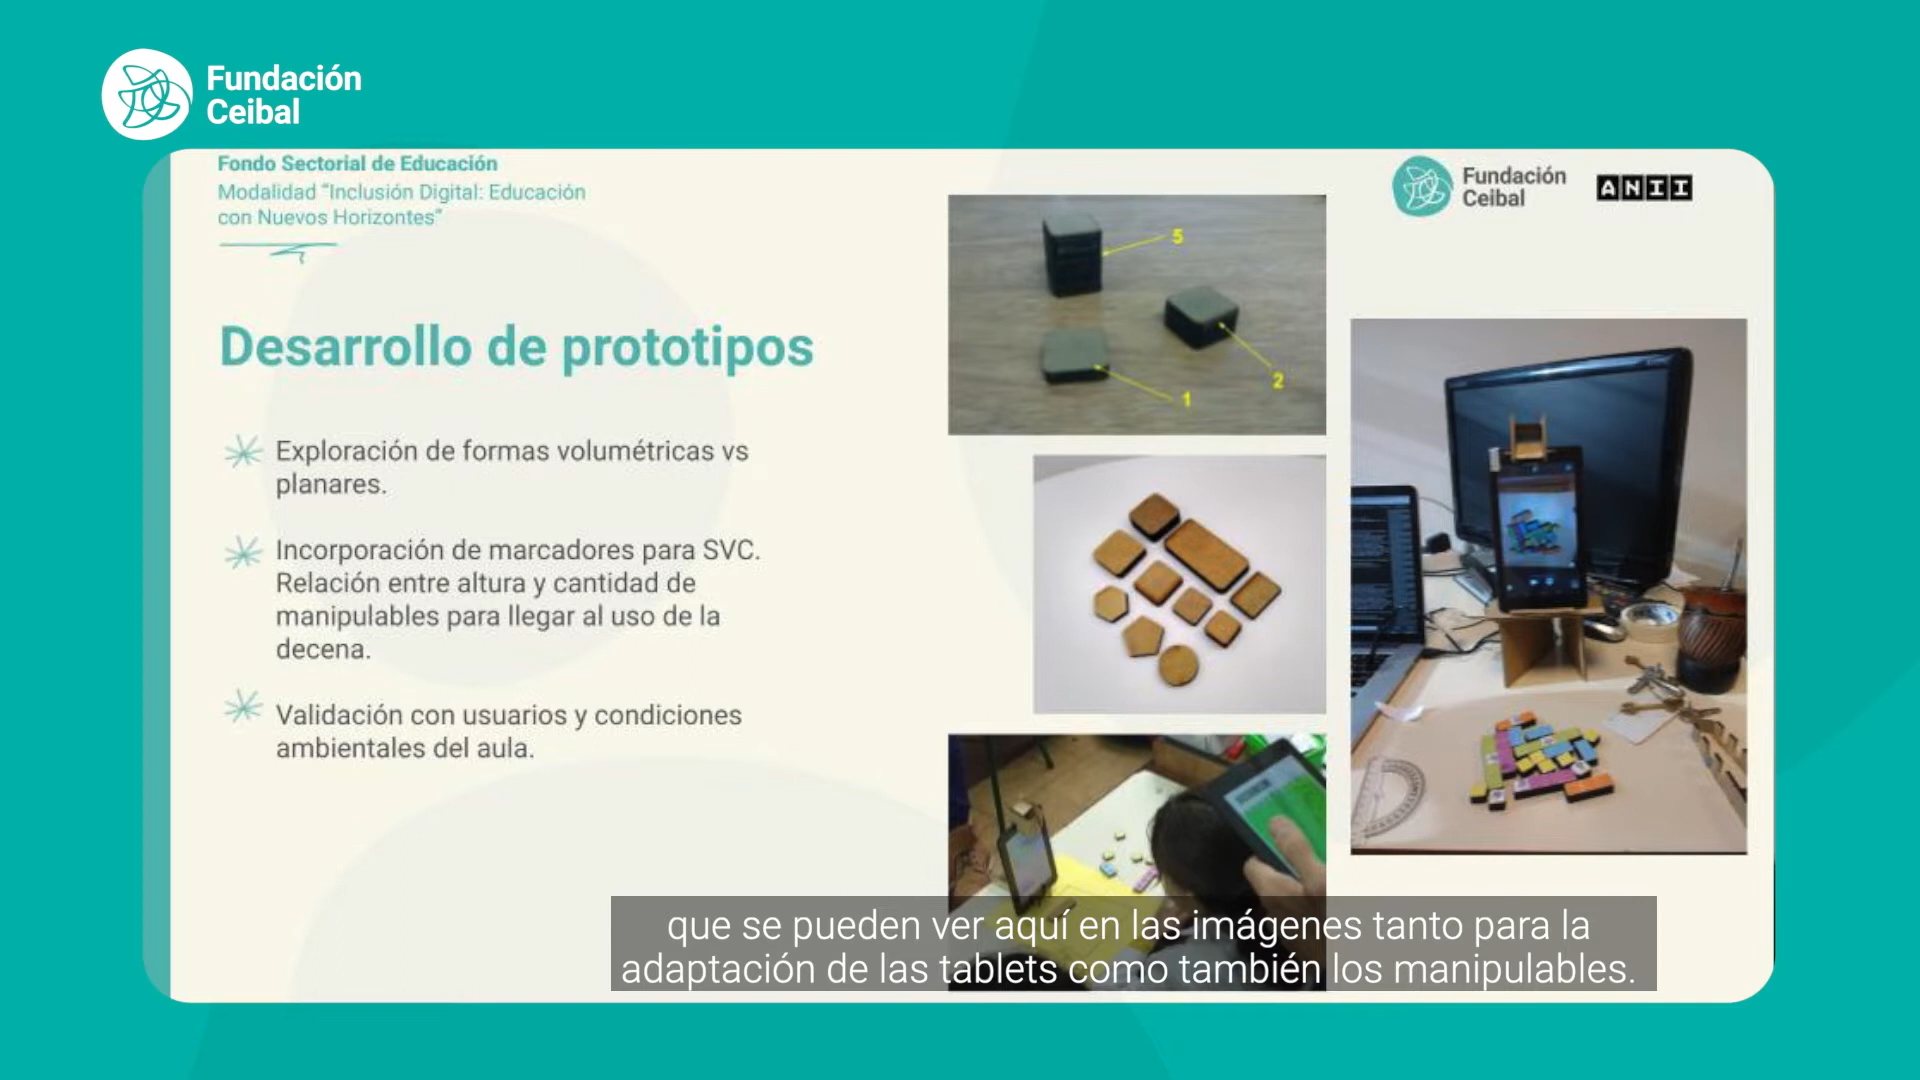 Fundación
Ceibal
Fondo Sectorial de Educación
Modalidad "Inclusión Digital: Educación
con Nuevos Horizontes"
Fundación
Ceibal
ANII
Desarrollo de prototipos
Exploración de formas volumétricas vs
planares.
Incorporación de marcadores para SVC.
Relación entre altura y cantidad de
manipulables para llegar al uso de la
decena.
Validación con usuarios y condiciones
ambientales del aula.
5
2
1
que se pueden ver aquí en las imágenes tanto para la
adaptación de las tablets como también los manipulables.